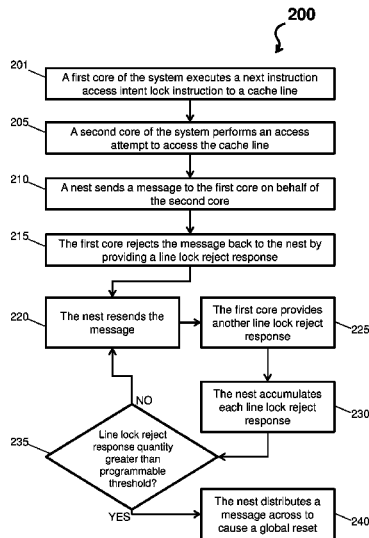 200
201
A first core of the system executes a next instruction
access intent lock instruction to a cache line
205
A second core of the system performs an access
attempt to access the cache line
210
A nest sends a message to the first core on behalf of
the second core
215
The first core rejects the message back to the nest by
providing a line lock reject response
220
The nest resends the
message
The first core provides
another line lock reject
response
225
The nest accumulates
each line lock reject
response
230
NO
235
Line lock reject
response quantity
greater than
programmable
threshold?
YES
The nest distributes a
message across to
cause a global reset
240